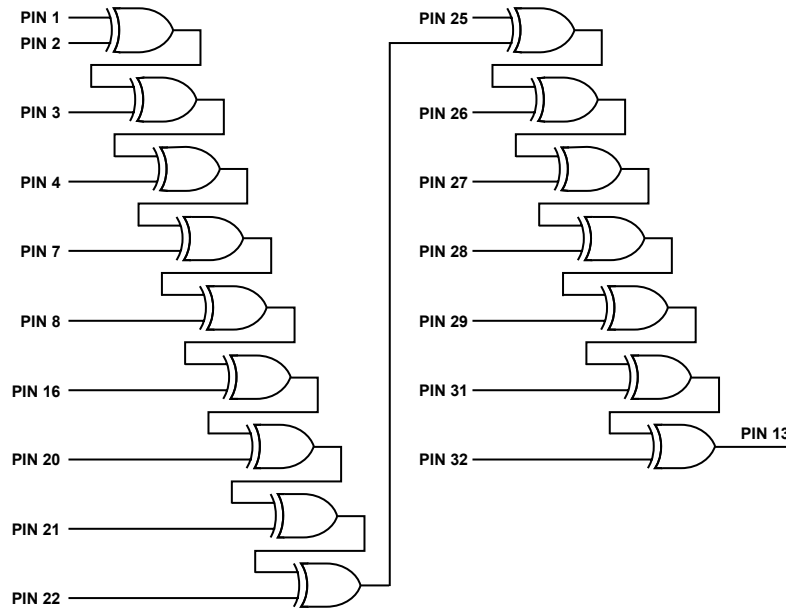 PIN 1
PIN 2
PIN 3
PIN 4
PIN 7
PIN 8
PIN 16
PIN 20
PIN 21
PIN 22
PIN 25
PIN 26
PIN 27
PIN 28
PIN 29
PIN 31
PIN 32
PIN 13